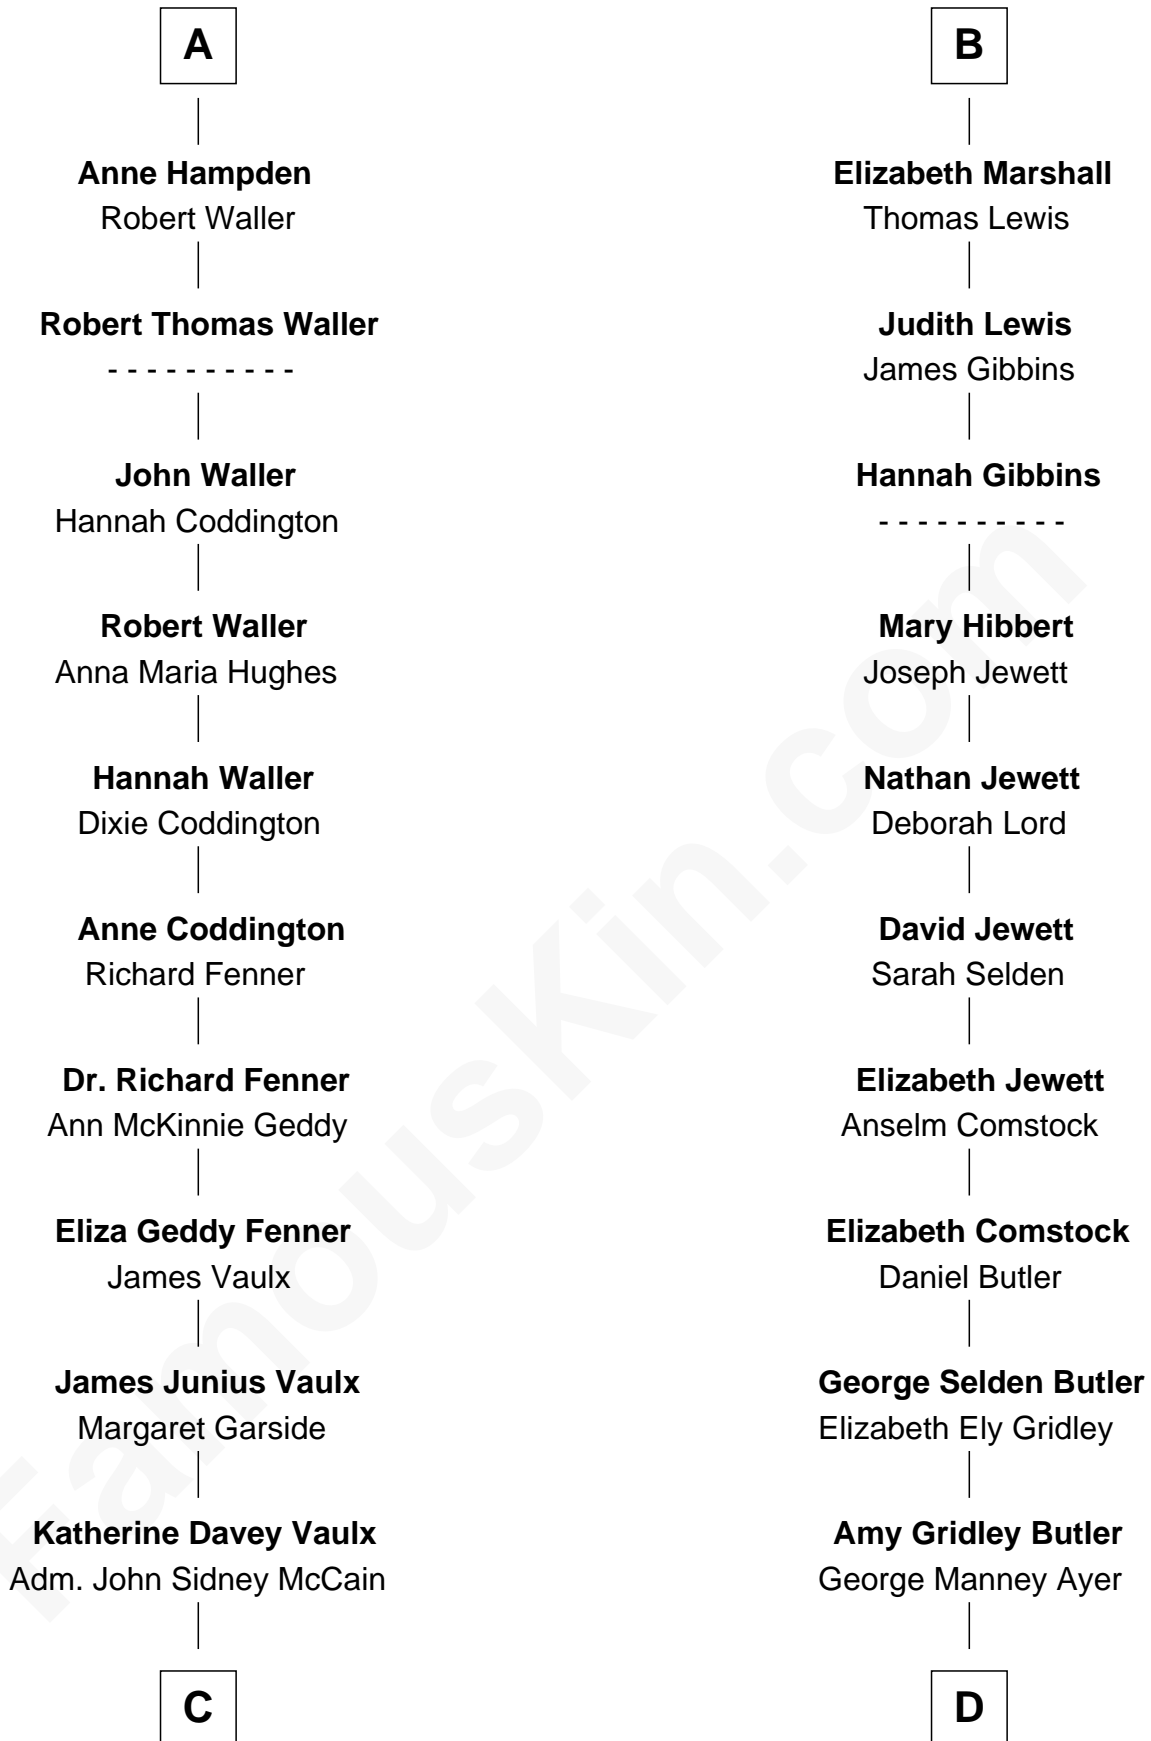 A
Anne Hampden
Robert Waller
Robert Thomas Waller
- - - - - - - - - -
John Waller
Hannah Coddington
Robert Waller
Anna Maria Hughes
Hannah Waller
Dixie Coddington
Anne Coddington
Richard Fenner
Dr. Richard Fenner
Ann McKinnie Geddy
Eliza Geddy Fenner
James Vaulx
James Junius Vaulx
Margaret Garside
Katherine Davey Vaulx
Adm. John Sidney McCain
C
B
Elizabeth Marshall
Thomas Lewis
Judith Lewis
James Gibbins
Hannah Gibbins
- - - - - - - - - -
Mary Hibbert
Joseph Jewett
Nathan Jewett
Deborah Lord
David Jewett
Sarah Selden
Elizabeth Jewett
Anselm Comstock
Elizabeth Comstock
Daniel Butler
George Selden Butler
Elizabeth Ely Gridley
Amy Gridley Butler
George Manney Ayer
D
FamousKin.com